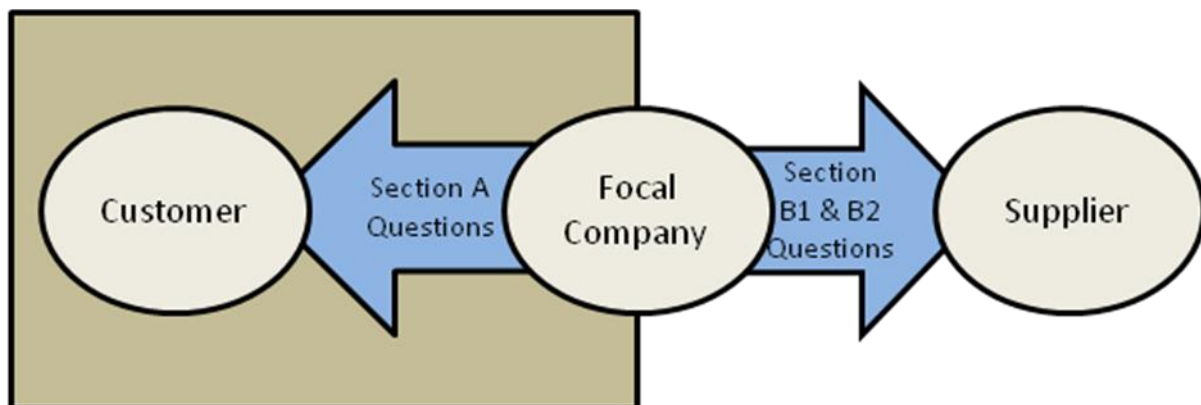 Customer
Section A
Questions
Focal
Company
Section
B1 & B2
Questions
Supplier